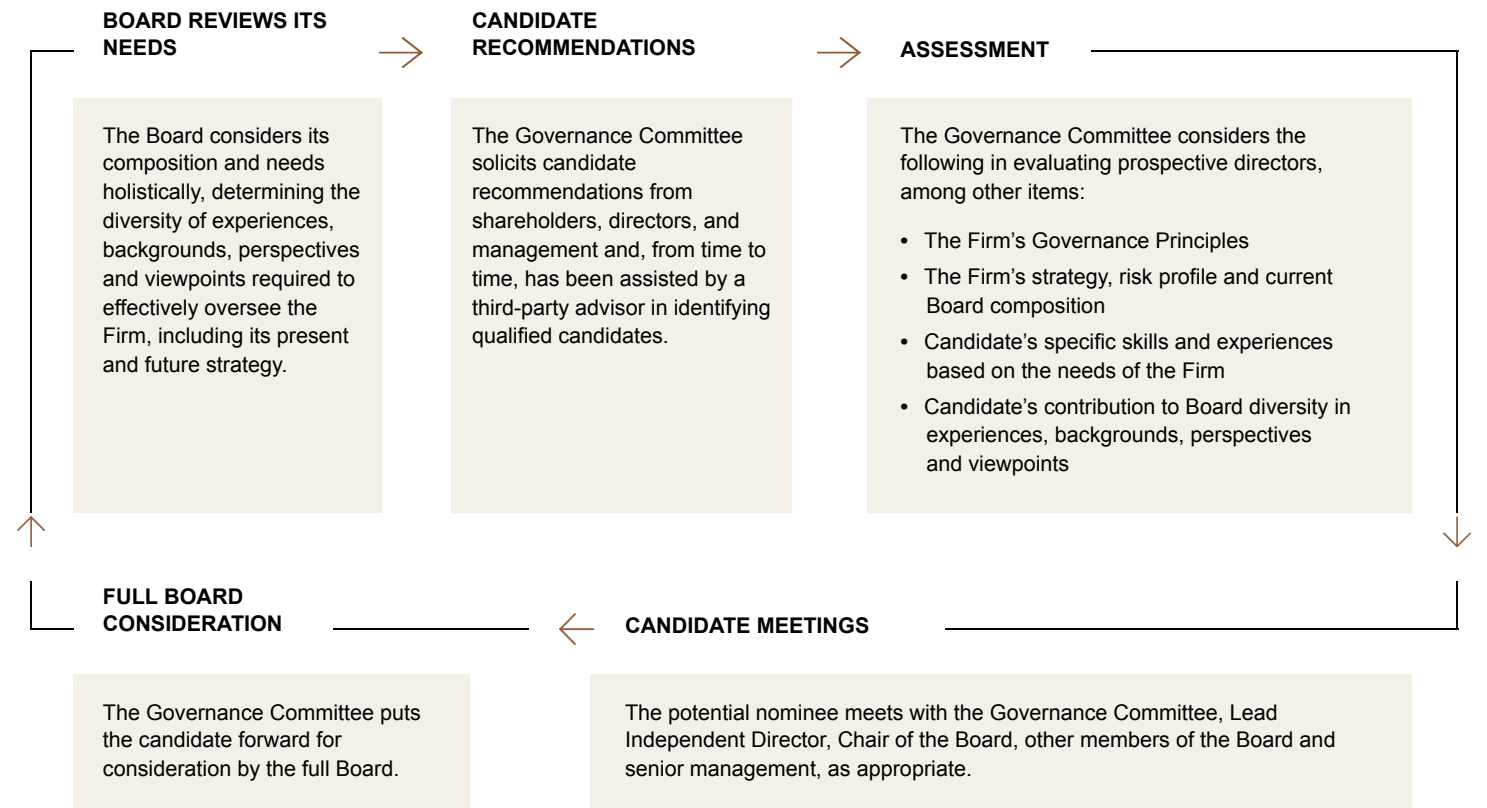 BOARD REVIEWS ITS
NEEDS
The Board considers its
composition and needs
holistically, determining the
diversity of experiences,
backgrounds, perspectives
and viewpoints required to
effectively oversee the
Firm, including its present
and future strategy.
CANDIDATE
RECOMMENDATIONS
The Governance Committee
solicits candidate
recommendations from
shareholders, directors, and
management and, from time to
time, has been assisted by a
third-party advisor in identifying
qualified candidates.
ASSESSMENT
The Governance Committee considers the
following in evaluating prospective directors,
among other items:
• The Firm’s Governance Principles
• The Firm’s strategy, risk profile and current
Board composition
• Candidate’s specific skills and experiences
based on the needs of the Firm
• Candidate’s contribution to Board diversity in
experiences, backgrounds, perspectives
and viewpoints
CANDIDATE MEETINGS
The potential nominee meets with the Governance Committee, Lead
Independent Director, Chair of the Board, other members of the Board and
senior management, as appropriate.
FULL BOARD
CONSIDERATION
The Governance Committee puts
the candidate forward for
consideration by the full Board.